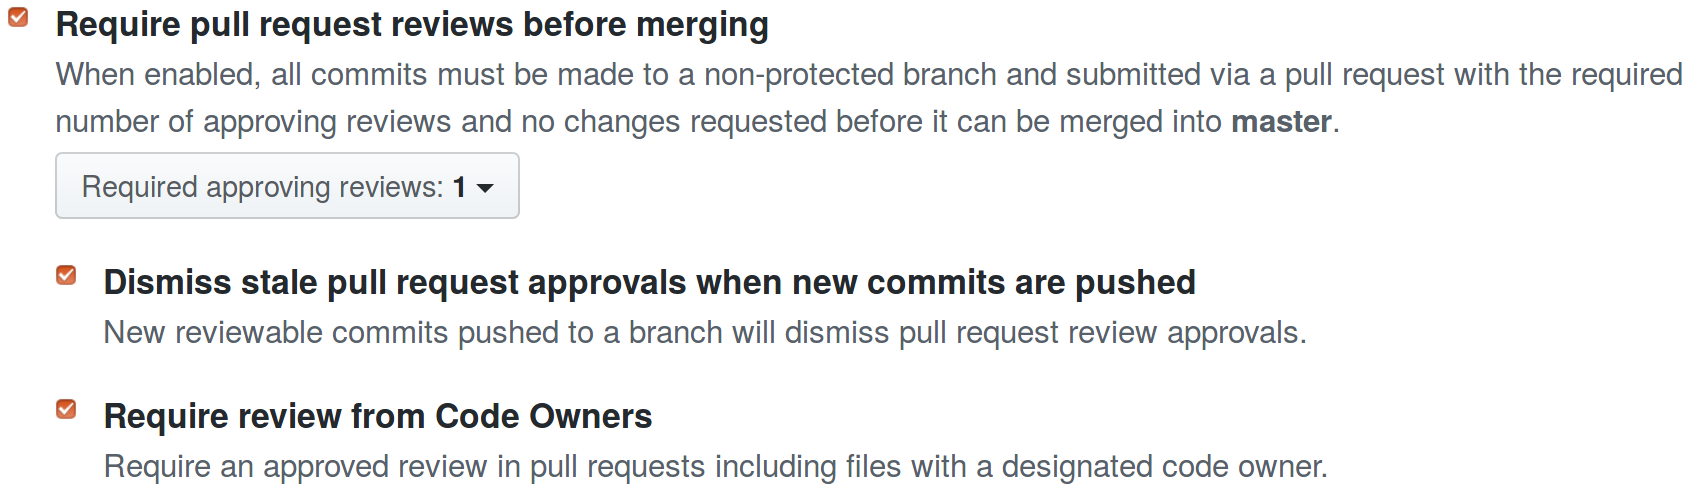 Require pull request reviews before merging
When enabled, all commits must be made to a non-protected branch and submitted via a pull request with the required
number of approving reviews and no changes requested before it can be merged into master.
Required approving reviews: 1
Dismiss stale pull request approvals when new commits are pushed
New reviewable commits pushed to a branch will dismiss pull request review approvals.
Require review from Code Owners
Require an approved review in pull requests including files with a designated code owner.